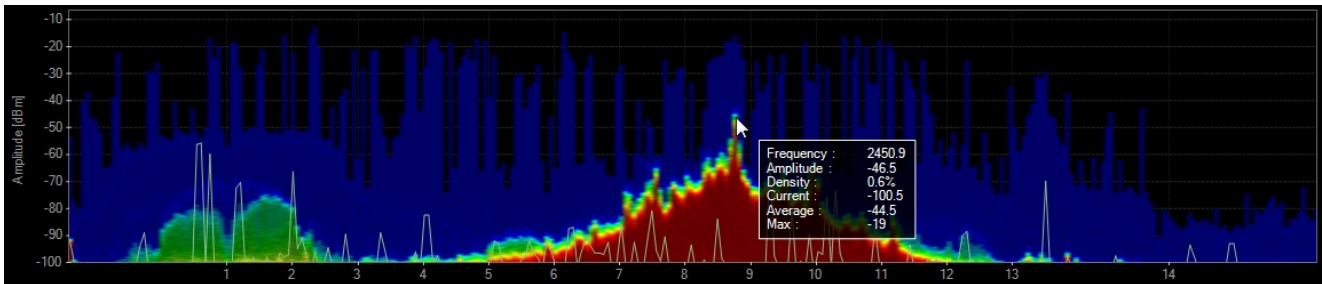 -10
-20
-30
-40
-50
-60
-70
-80
-90
-100
Amplitude [dBm]
Frequency : 2450.9
Amplitude : -46.5
Density : 0.6%
Current : -100.5
Average : -44.5
Max : -19
1 2 3 4 5 6 7 8 9 10 11 12 13 14